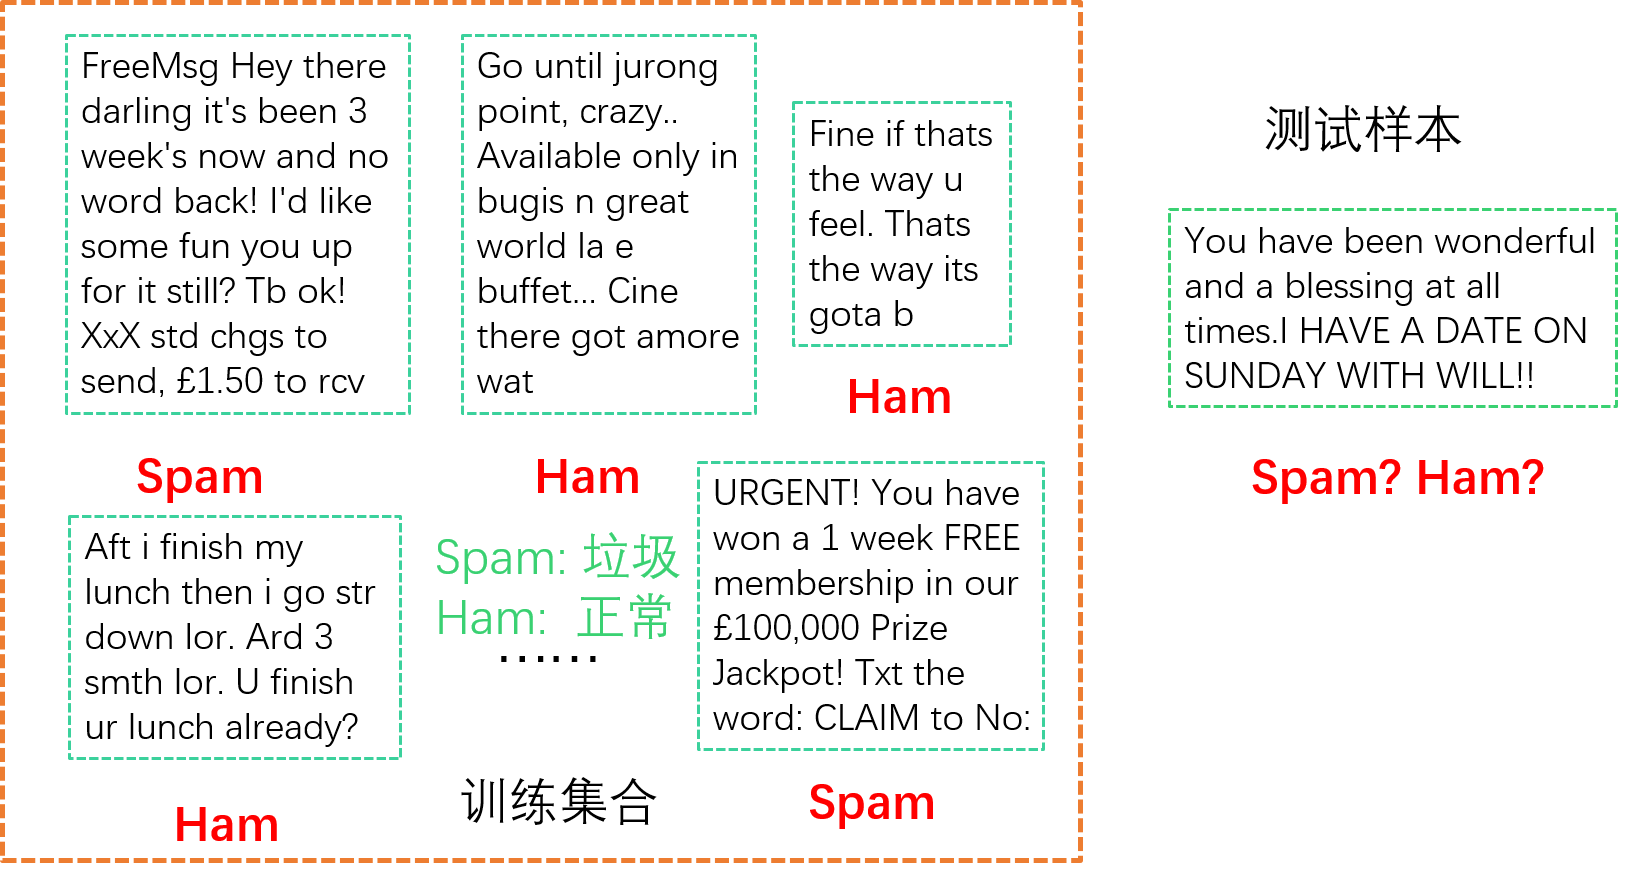 FreeMsg Hey there
darling it's been 3
week's now and no
word back! I'd like
some fun you up
for it still? Tb ok!
XxX std chgs to
send, £1.50 to rcv
Spam
Go until jurong
point, crazy..
Available only in
bugis n great
world la e
buffet... Cine
there got amore
wat
Ham
Fine if thats
the way u
feel. Thats
the way its
gota b
Ham
Aft i finish my
lunch then i go str
down lor. Ard 3
smth lor. U finish
ur lunch already?
Ham
Spam: 垃圾
Ham: 正常
······
URGENT! You have
won a 1 week FREE
membership in our
£100,000 Prize
Jackpot! Txt the
word: CLAIM to No:
Spam
训练集合
测试样本
You have been wonderful
and a blessing at all
times.I HAVE A DATE ON
SUNDAY WITH WILL!!
Spam? Ham?